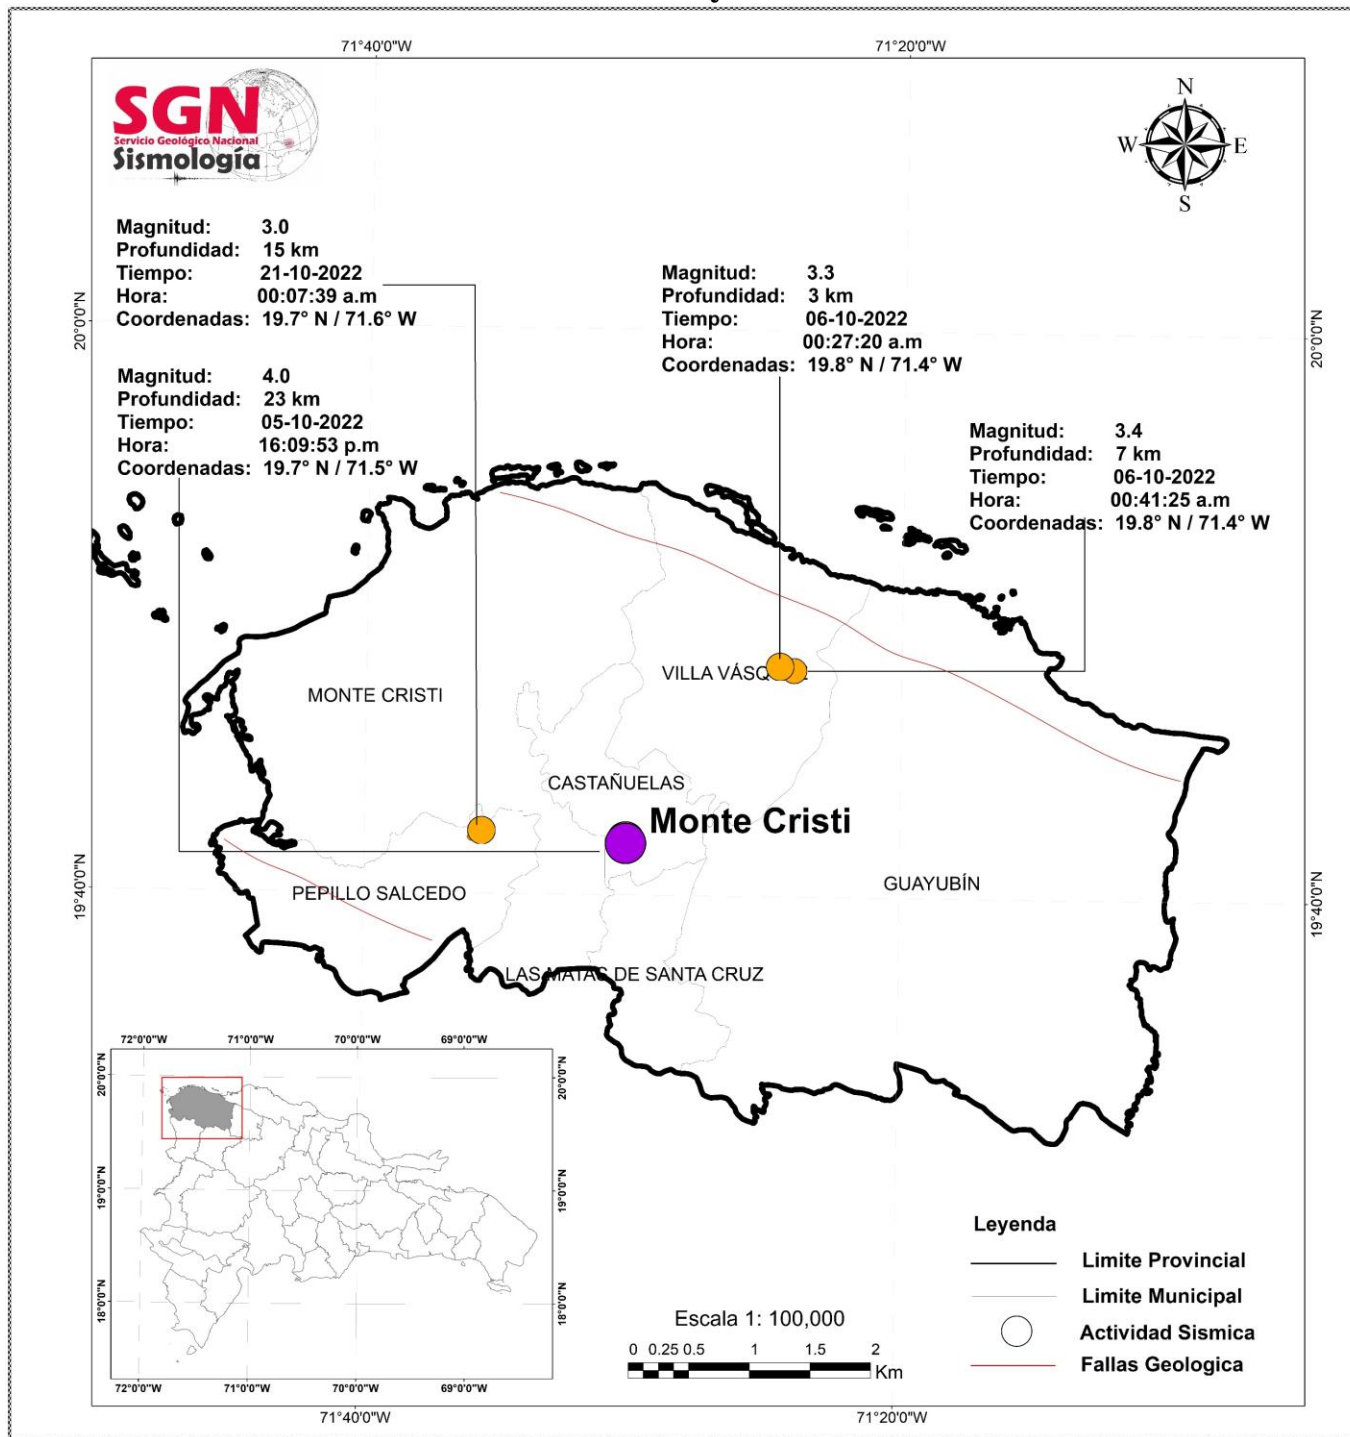 71°40'0"W 71°20'0"W
SGN
Servicio Geológico Nacional
Sismología
N
W E
S
Magnitud: 3.0
Profundidad: 15 km
Tiempo: 21-10-2022
Hora: 00:07:39 a.m
Coordenadas: 19.7° N / 71.6° W
Magnitud: 3.3
Profundidad: 3 km
Tiempo: 06-10-2022
Hora: 00:27:20 a.m
Coordenadas: 19.8° N / 71.4° W
20°0'0"N
20°0'0"N
Magnitud: 4.0
Profundidad: 23 km
Tiempo: 05-10-2022
Hora: 16:09:53 p.m
Coordenadas: 19.7° N / 71.5° W
Magnitud: 3.4
Profundidad: 7 km
Tiempo: 06-10-2022
Hora: 00:41:25 a.m
Coordenadas: 19.8° N / 71.4° W
VILLA
MONTE CRISTI
CASTAÑUELAS
Monte Cristi
GUAYUBÍN
PEPILLO SALCEDO
19°40'0"N
19°40'0"N
LAS MATAS DE SANTA CRUZ
72°0'0"W 71°0'0"W 70°0'0"W 69°0'0"W
20°0'0"N
20°0'0"N
19°0'0"N
19°0'0"N
18°0'0"N
18°0'0"N
72°0'0"W 71°0'0"W 70°0'0"W 69°0'0"W
Escala 1: 100,000
0 0.25 0.5 1 1.5 2
Km
Leyenda
Limite Provincial
Limite Municipal
Actividad Sismica
Fallas Geologica
71°40'0"W 71°20'0"W